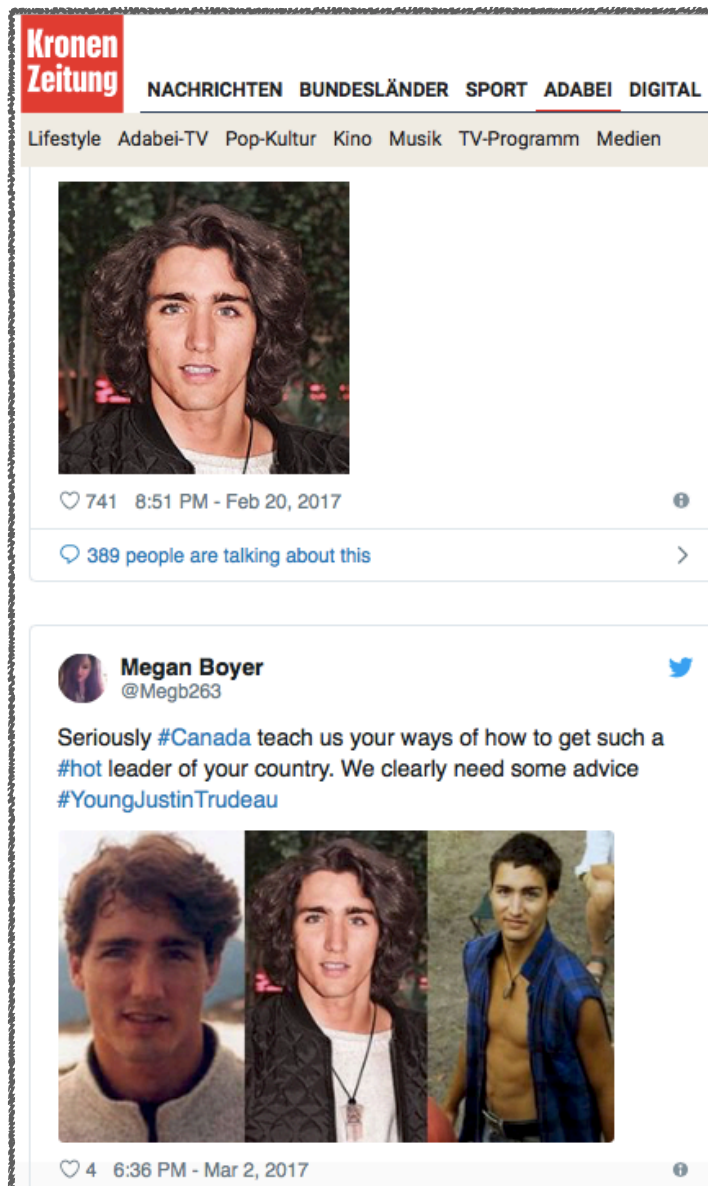 Kronen
Zeitung
NACHRICHTEN BUNDESLÄNDER SPORT ADABEI DIGITAL
Lifestyle Adabei-TV Pop-Kultur Kino Musik TV-Programm Medien
741 8:51 PM - Feb 20, 2017
389 people are talking about this
Megan Boyer
@Megb263
Seriously #Canada teach us your ways of how to get such a
#hot leader of your country. We clearly need some advice
#YoungJustinTrudeau
4 6:36 PM - Mar 2, 2017